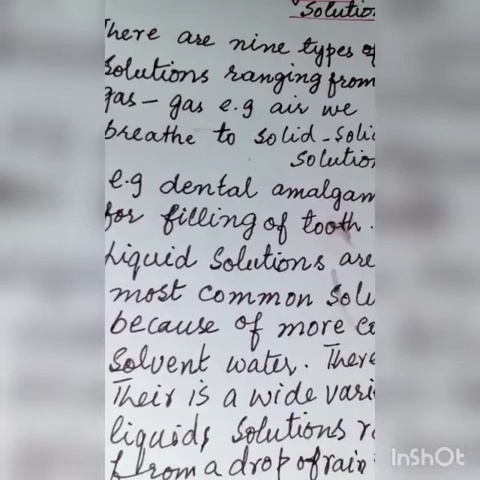 Solution
There are nine types of
Solutions ranging from
gas - gas e.g air we
breathe to Solid-Soli
Solution
e.g dental amalgam
for filling of tooth.
Liquid Solutions are
most common Solu
because of more co
Solvent water. There
Their is a wide vari
liquids Solutions r
from a drop of rain
InShOt